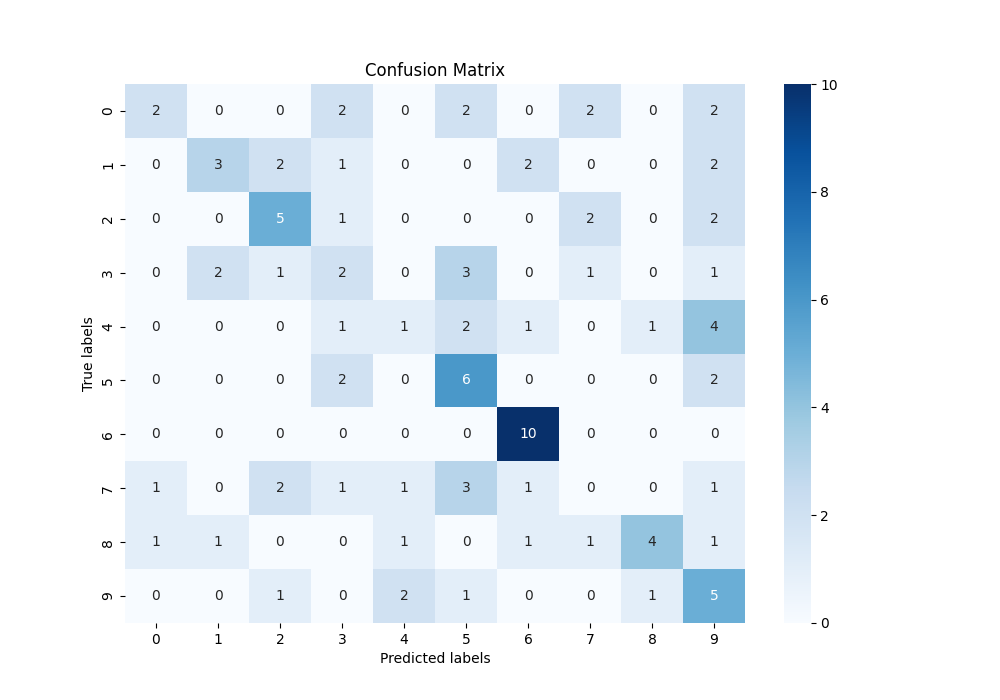 Confusion Matrix
True labels
0 2 0 0 2 0 2 0 2 0 2
1 0 3 2 1 0 0 2 0 0 2
2 0 0 5 1 0 0 0 2 0 2
3 0 2 1 2 0 3 0 1 0 1
4 0 0 0 1 1 2 1 0 1 4
5 0 0 0 2 0 6 0 0 0 2
6 0 0 0 0 0 0 10 0 0 0
7 1 0 2 1 1 3 1 0 0 1
8 1 1 0 0 1 0 1 1 4 1
9 0 0 1 0 2 1 0 0 1 5
0 1 2 3 4 5 6 7 8 9
Predicted labels
10
8
6
4
2
0